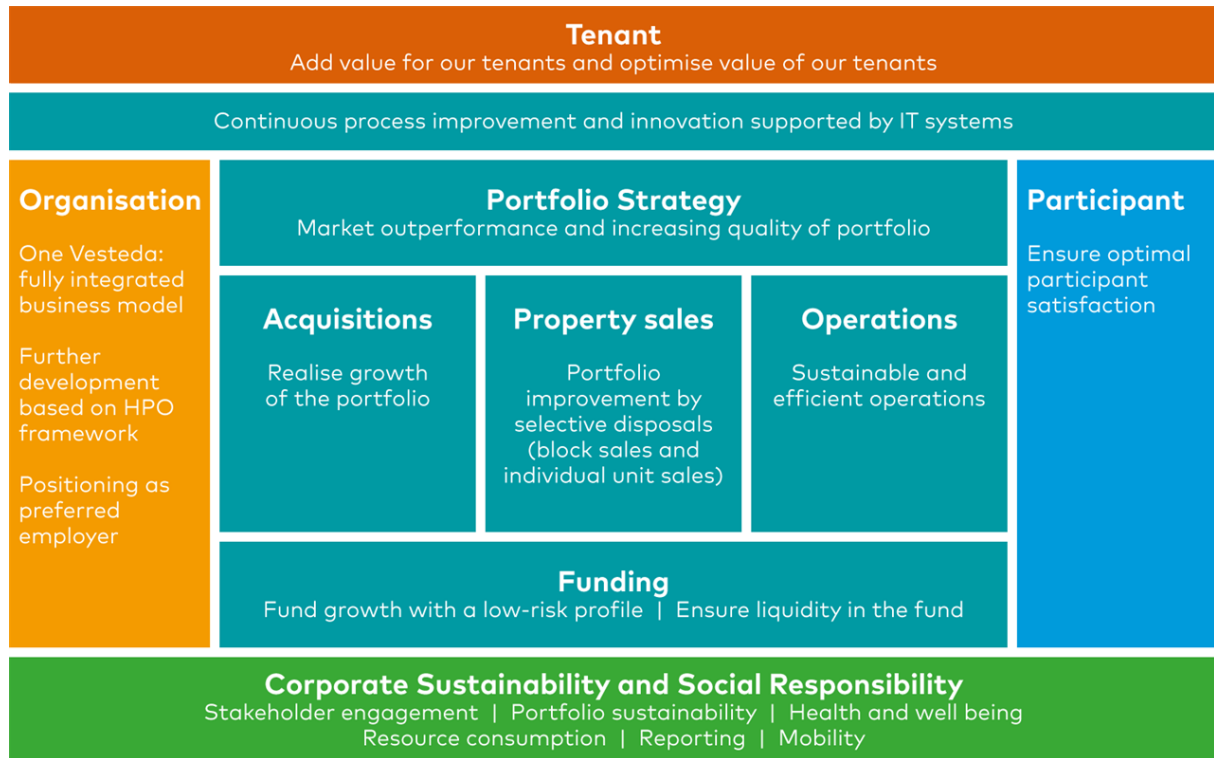 Tenant
Add value for our tenants and optimise value of our tenants
Continuous process improvement and innovation supported by IT systems
Organisation
One Vesteda:
fully integrated
business model
Further
development
based on HPO
framework
Positioning as
preferred
employer
Portfolio Strategy
Market outperformance and increasing quality of portfolio
Acquisitions
Realise growth
of the portfolio
Property sales
Portfolio
improvement by
selective disposals
(block sales and
individual unit sales)
Operations
Sustainable and
efficient operations
Funding
Fund growth with a low-risk profile | Ensure liquidity in the fund
Participant
Ensure optimal
participant
satisfaction
Corporate Sustainability and Social Responsibility
Stakeholder engagement | Portfolio sustainability | Health and well being
Resource consumption | Reporting | Mobility